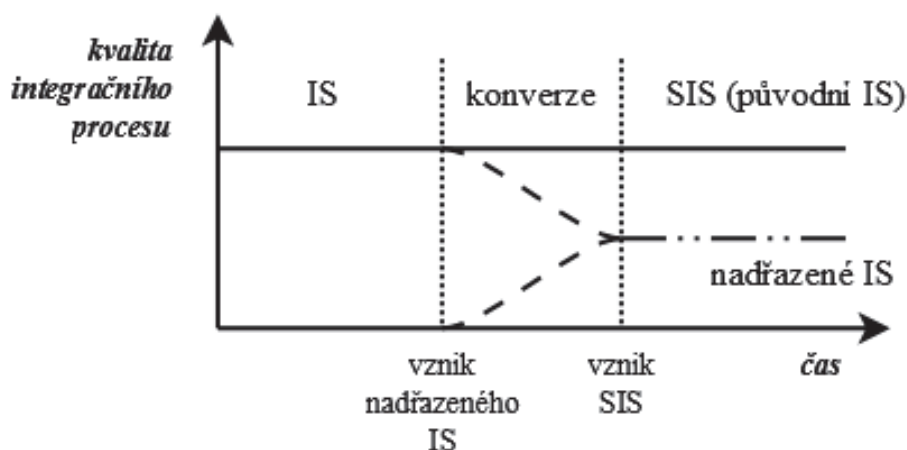 kvalita
integračního
procesu
IS
konverze
SIS (původní IS)
nadřazené IS
vznik
nadřazeného
IS
vznik
SIS
čas